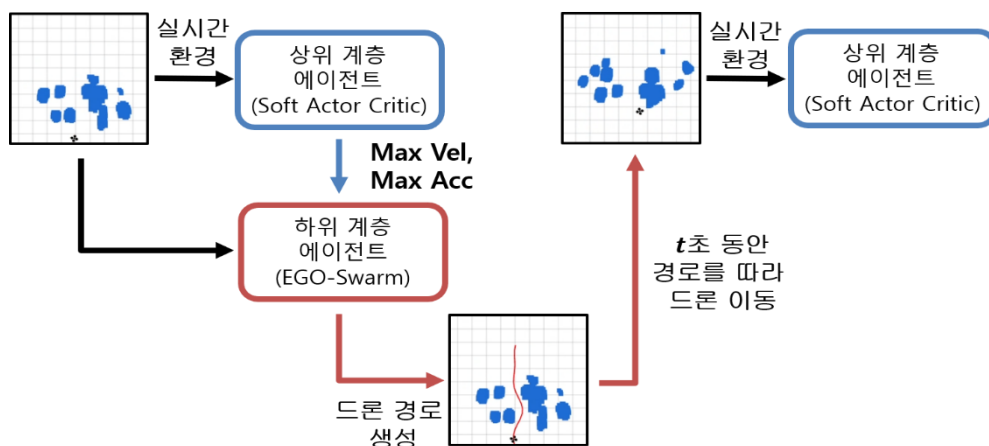 실시간
환경
상위 계층
에이전트
(Soft Actor Critic)
Max Vel,
Max Acc
하위 계층
에이전트
(EGO-Swarm)
드론 경로
생성
t초 동안
경로를 따라
드론 이동
실시간
환경
상위 계층
에이전트
(Soft Actor Critic)